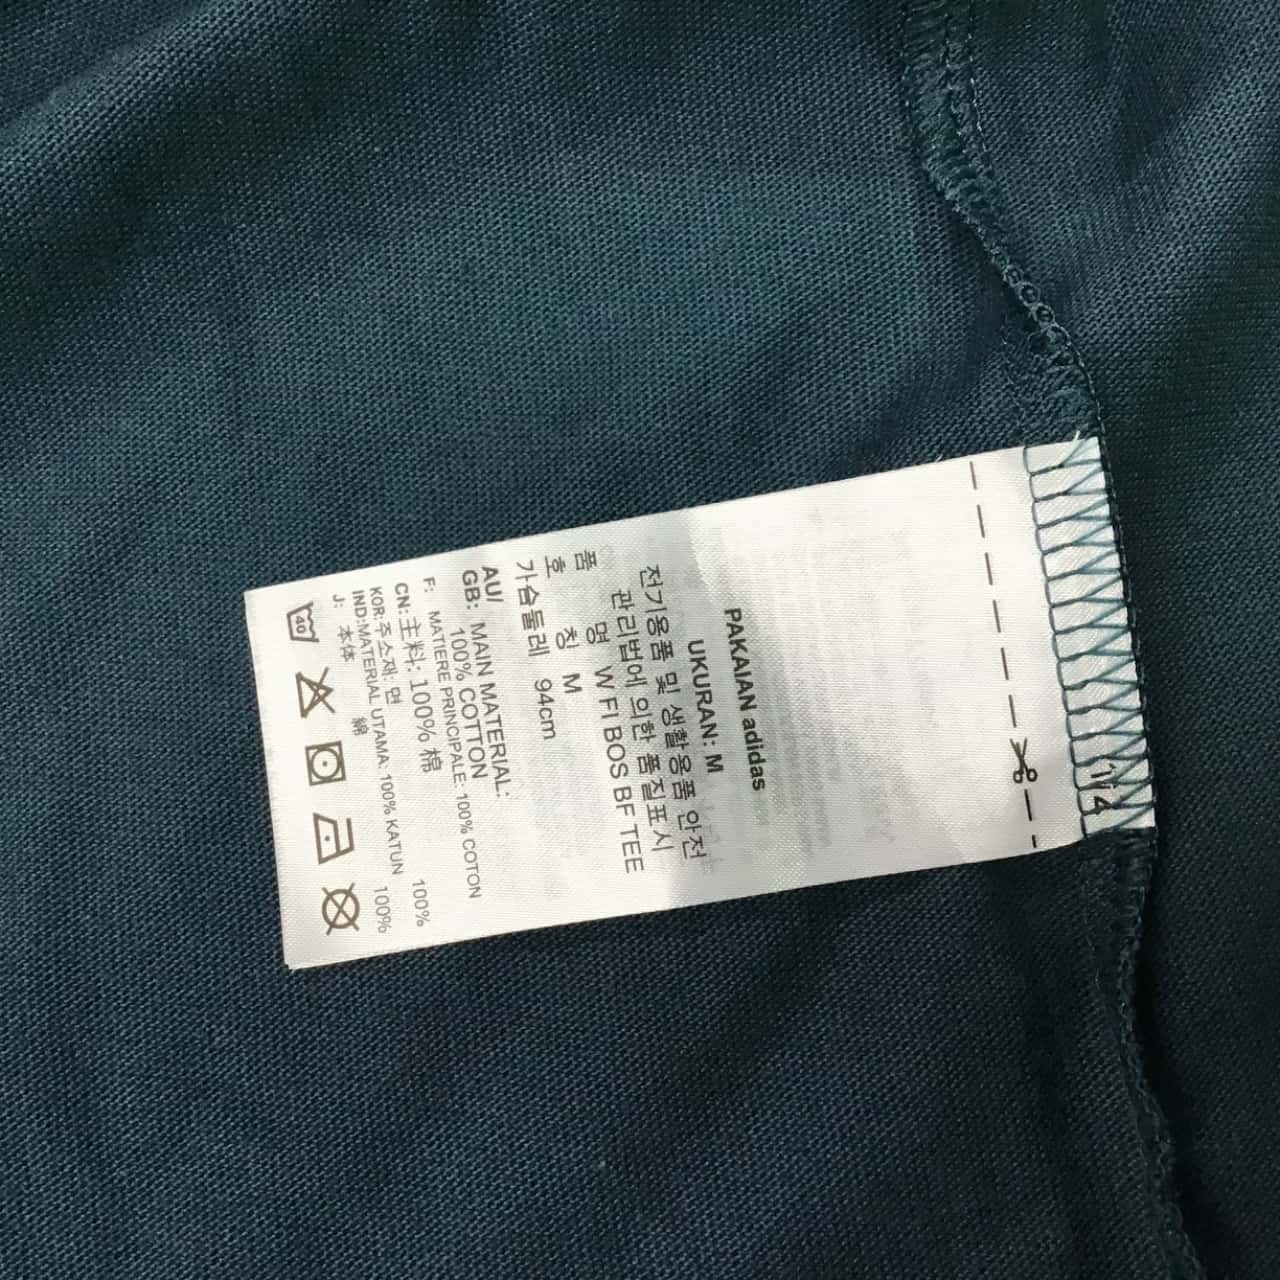 1/4
PAKAIAN adidas
UKURAN: M
전기용품 및 생활용품 안전
관리법에 의한 품질표시
품 명 W FI BOS BF TEE
호 칭 M
가슴둘레 94cm
AU/
GB: MAIN MATERIAL:
100% COTTON
F: MATIERE PRINCIPALE: 100% COTON
CN: 主料: 100% 棉
KOR: 주소재: 면 100%
IND:MATERIAL UTAMA: 100% KATUN
J: 本体 綿 100%
40